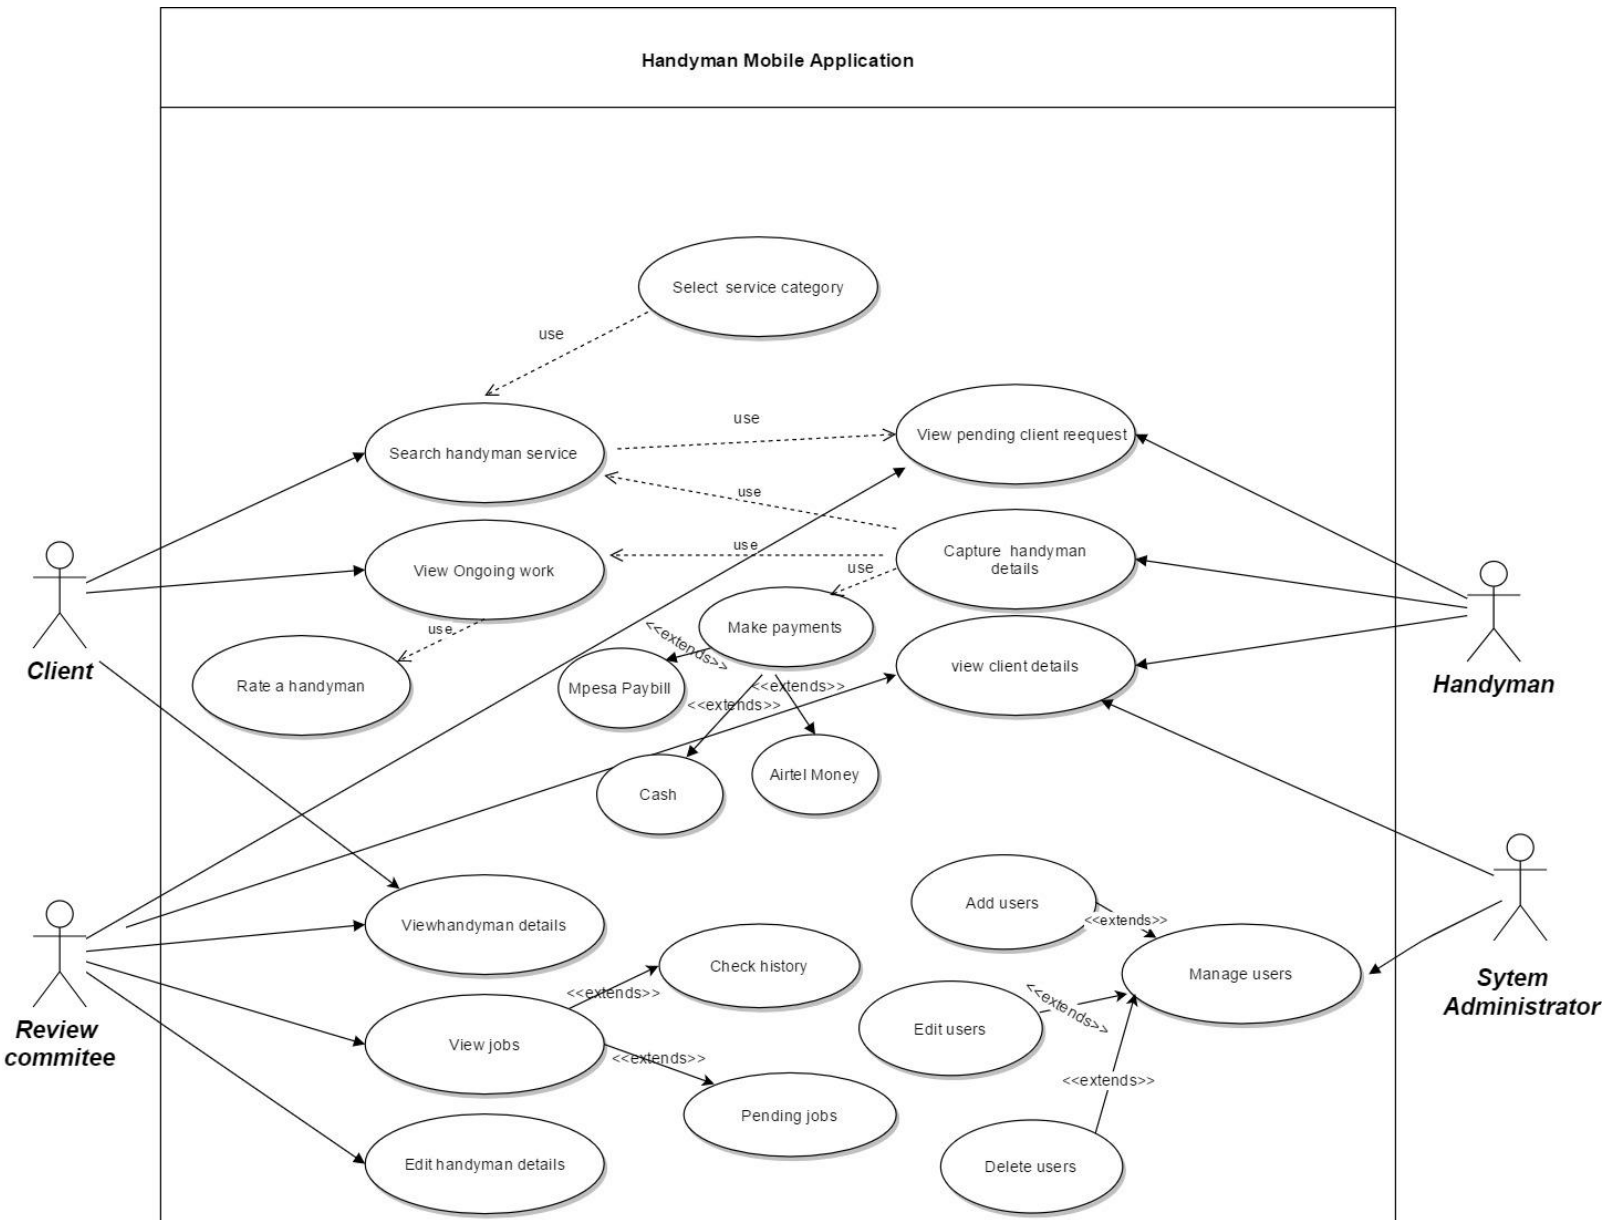 Handyman Mobile Application
Select service category
use
use
Search handyman service
View pending client reequest
use
Capture handyman
details
use
View Ongoing work
use
use
Make payments
<<extends>>
view client details
Client
Rate a handyman
Mpesa Paybill
<<extends>>
<<extends>>
Handyman
Cash
Airtel Money
Viewhandyman details
Add users
<<extends>>
Check history
<<extends>>
Manage users
Sytem
Administrator
<<extends>>
Edit users
Review
commitee
View jobs
<<extends>>
<<extends>>
Pending jobs
Edit handyman details
Delete users